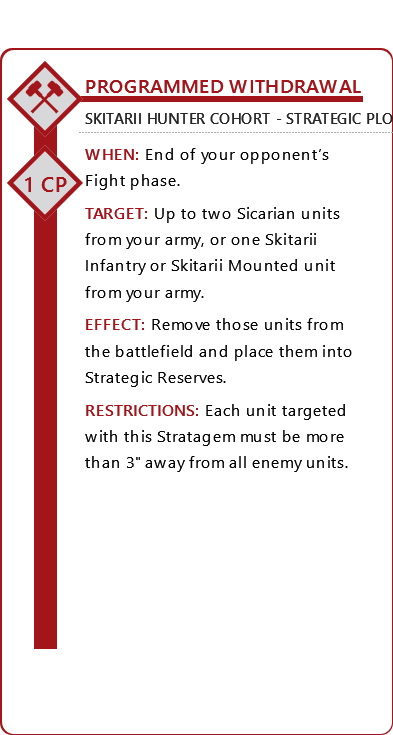 PROGRAMMED WITHDRAWAL
SKITARII HUNTER COHORT - STRATEGIC PLO
1 CP
WHEN: End of your opponent’s
Fight phase.
TARGET: Up to two Sicarian units
from your army, or one Skitarii
Infantry or Skitarii Mounted unit
from your army.
EFFECT: Remove those units from
the battlefield and place them into
Strategic Reserves.
RESTRICTIONS: Each unit targeted
with this Stratagem must be more
than 3" away from all enemy units.